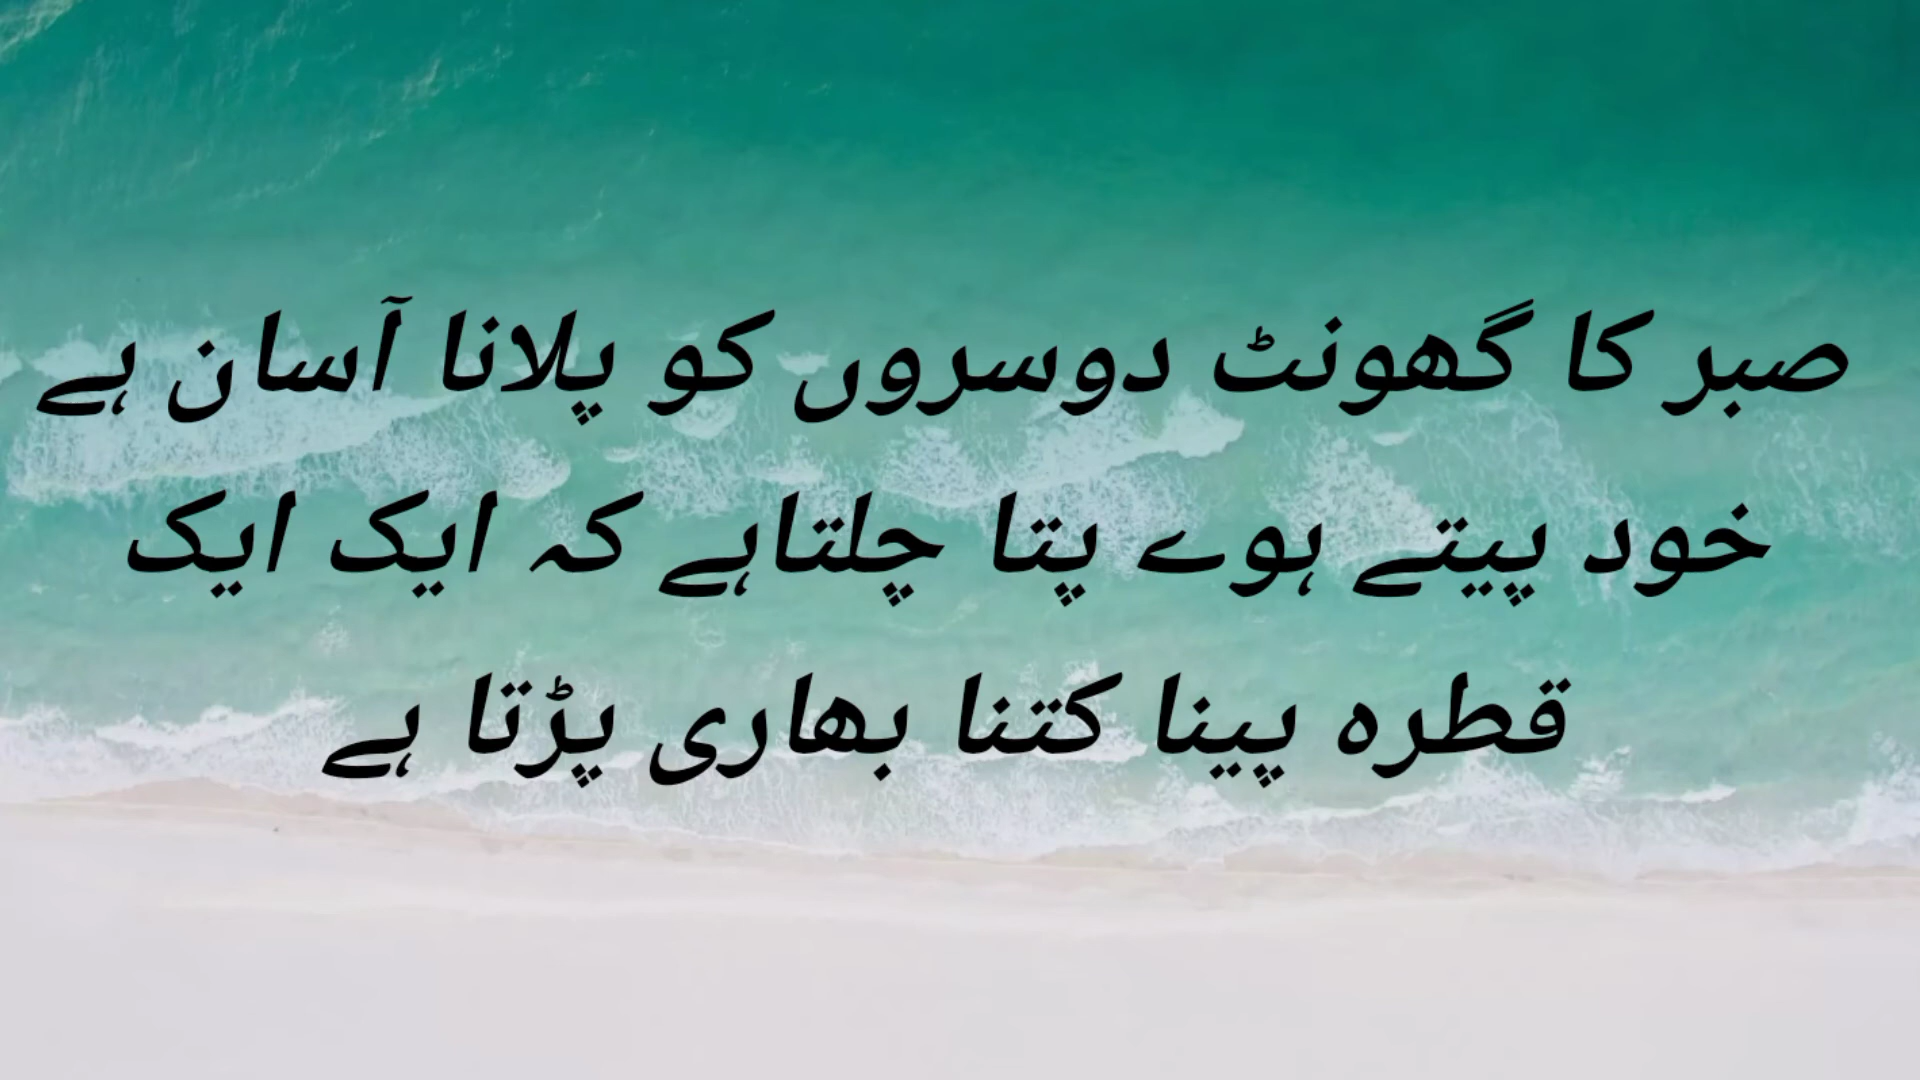 صبر کا گھونٹ دوسروں کو پلانا آسان ہے
خود پیتے ہوے پتا چلتاہے کہ ایک ایک
قطرہ پینا کتنا بھاری پڑتا ہے